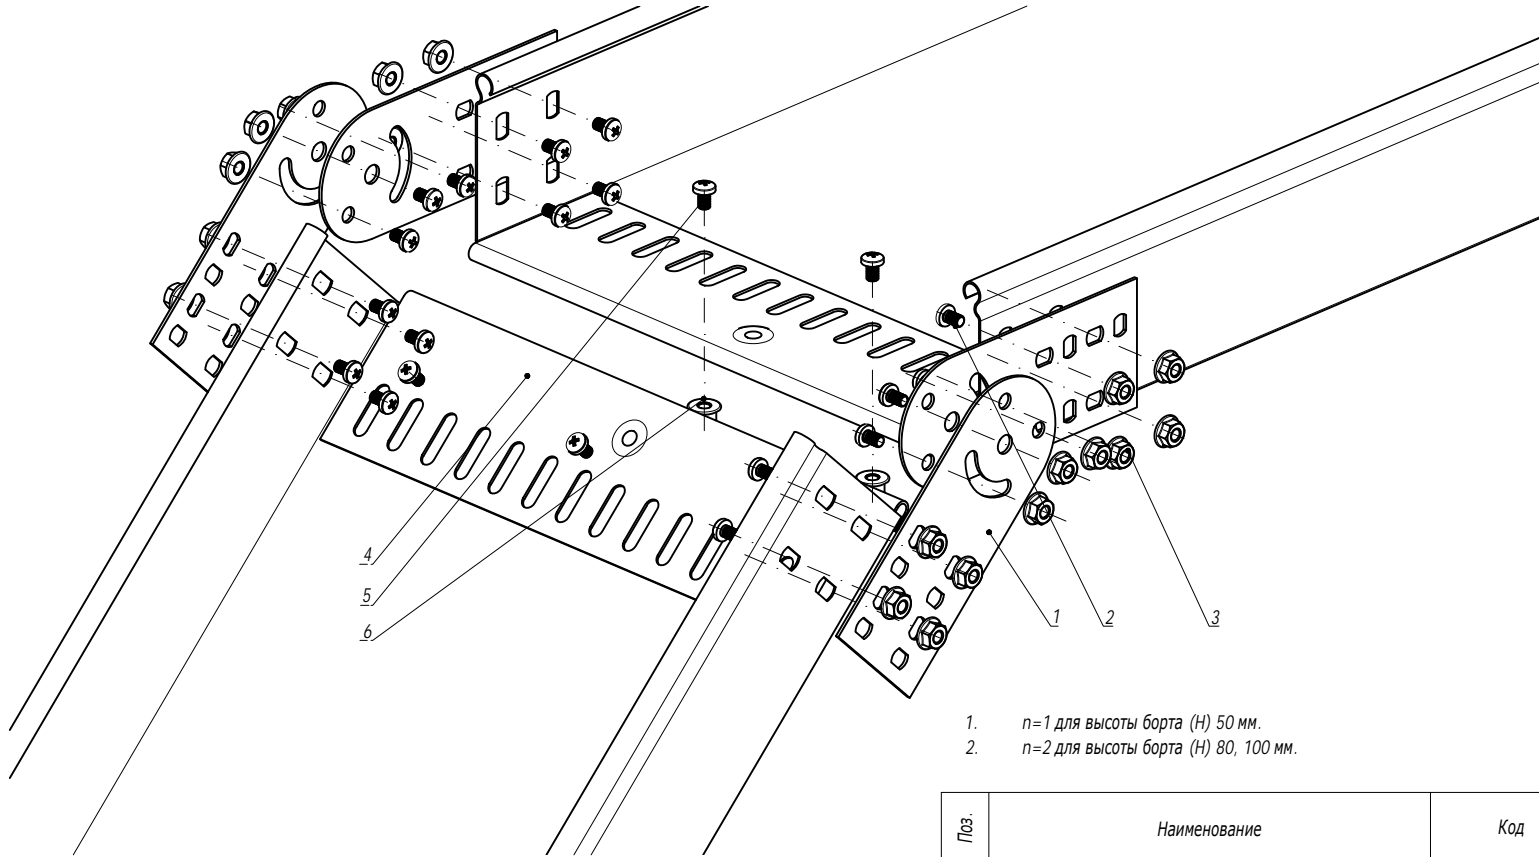 4
5
6
1
2
3
1. n=1 для высоты борта (H) 50 мм.
2. n=2 для высоты борта (H) 80, 100 мм.
Поз.
Наименование
Код